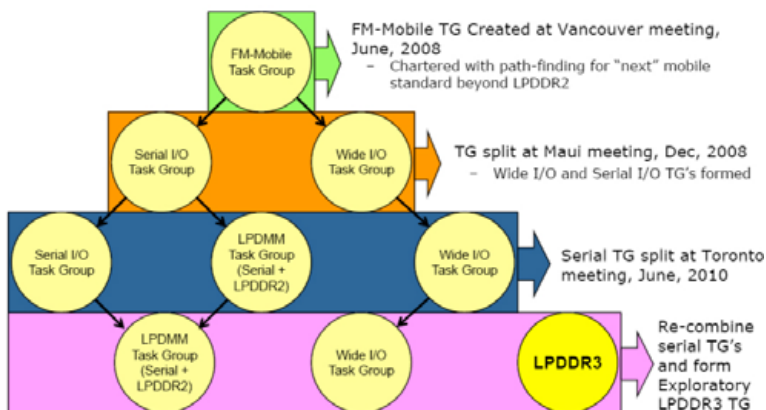 FM-Mobile
Task Group
FM-Mobile TG Created at Vancouver meeting,
June, 2008
– Chartered with path-finding for “next” mobile
standard beyond LPDDR2
Serial I/O
Task Group
Wide I/O
Task Group
TG split at Maui meeting, Dec, 2008
– Wide I/O and Serial I/O TG's formed
Serial I/O
Task Group
LPDMM
Task Group
(Serial +
LPDDR2)
Wide I/O
Task Group
Serial TG split at Toronto
meeting, June, 2010
LPDMM
Task Group
(Serial +
LPDDR2)
Wide I/O
Task Group
LPDDR3
Re-combine
serial TG's
and form
Exploratory
LPDDR3 TG